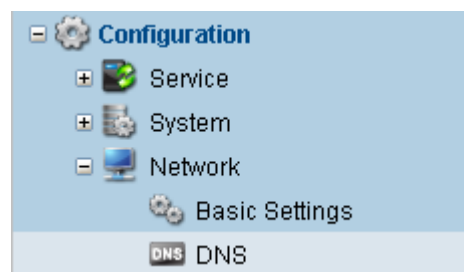 Configuration
Service
System
Network
Basic Settings
DNS DNS